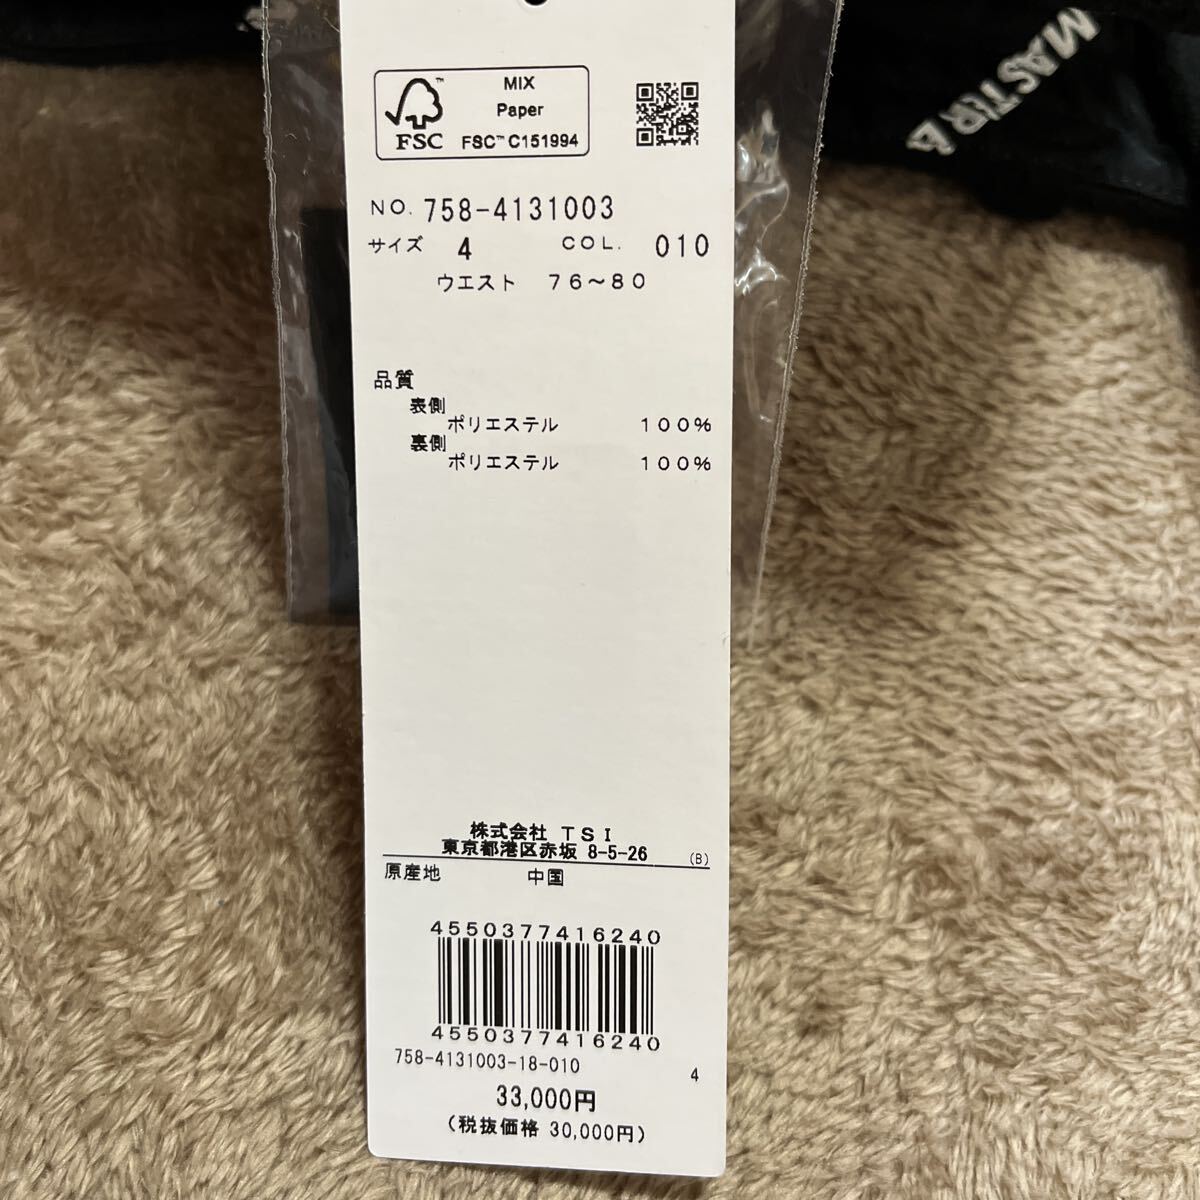 MASTER
MIX
Paper
FSC™ C151994
FSC
NO. 758-4131003
サイズ 4 COL. 010
ウエスト 76～80
品質
表側
ポリエステル 100%
裏側
ポリエステル 100%
株式会社 TSI
東京都港区赤坂 8-5-26 (B)
原産地 中国
4550377416240
4550377416240
758-4131003-18-010
4
33,000円
(税抜価格 30,000円)